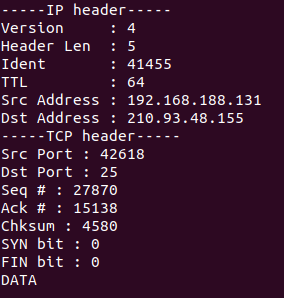 -----IP header-----
Version     : 4
Header Len  : 5
Ident       : 41455
TTL         : 64
Src Address : 192.168.188.131
Dst Address : 210.93.48.155
-----TCP header-----
Src Port : 42618
Dst Port : 25
Seq # : 27870
Ack # : 15138
Chksum : 4580
SYN bit : 0
FIN bit : 0
DATA